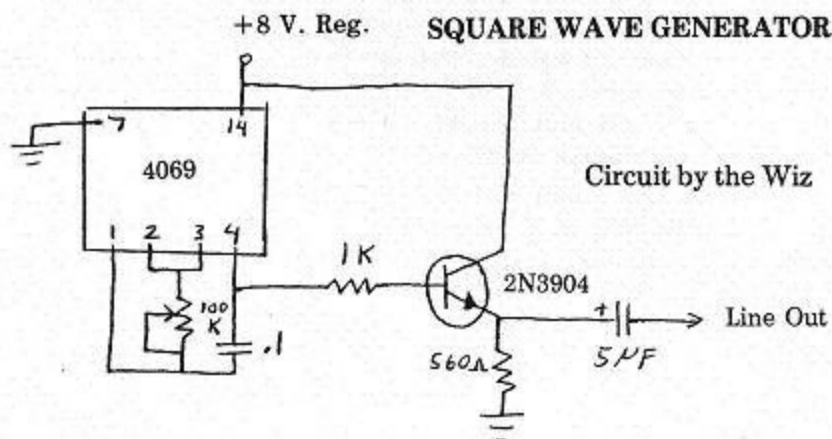 +8 V. Reg.
SQUARE WAVE GENERATOR
7
14
4069
Circuit by the Wiz
1 2 3 4
1K
2N3904
100
K
.1
+
Line Out
560Ω
5µF